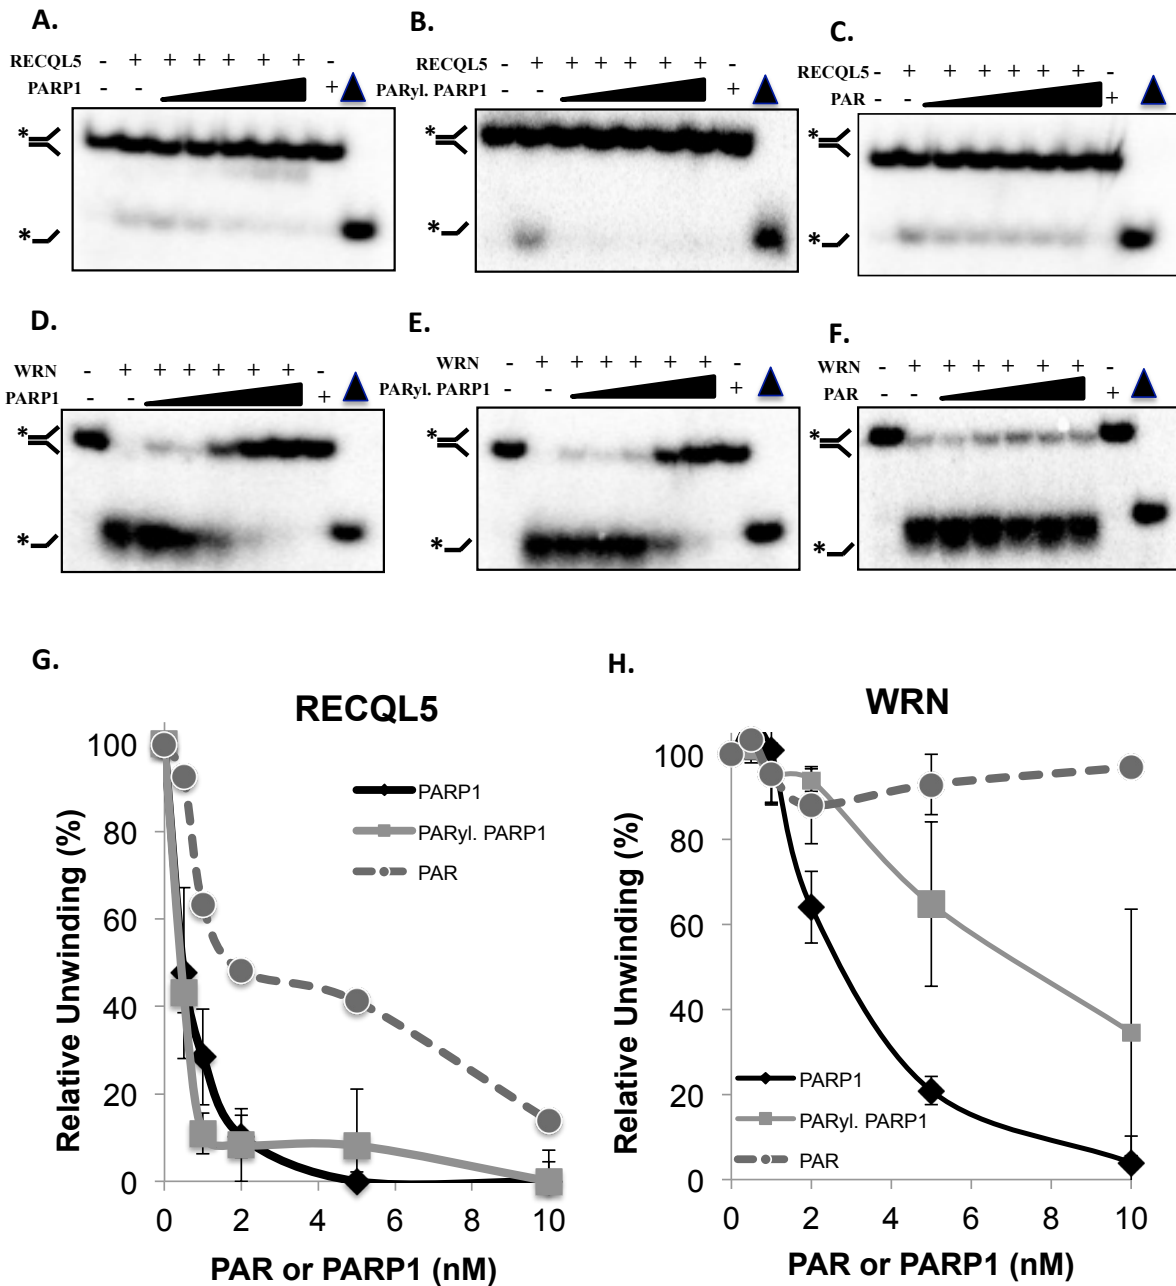 A.
RECQL5 - + + + + + + -
PARP1 - - +
*
*
B.
RECQL5 - + + + + + + -
PARyl. PARP1 - - +
*
*
C.
RECQL5 - + + + + + + -
PAR - - +
*
*
D.
WRN - + + + + + + -
PARP1 - - +
*
*
E.
WRN - + + + + + + -
PARyl. PARP1 - - +
*
*
F.
WRN - + + + + + + -
PAR - - +
*
*
G.
RECQL5
Relative Unwinding (%)
100
80
60
40
20
0
PARP1
PARyl. PARP1
PAR
0 2 4 6 8 10
PAR or PARP1 (nM)
H.
WRN
Relative Unwinding (%)
100
80
60
40
20
0
PARP1
PARyl. PARP1
PAR
0 2 4 6 8 10
PAR or PARP1 (nM)